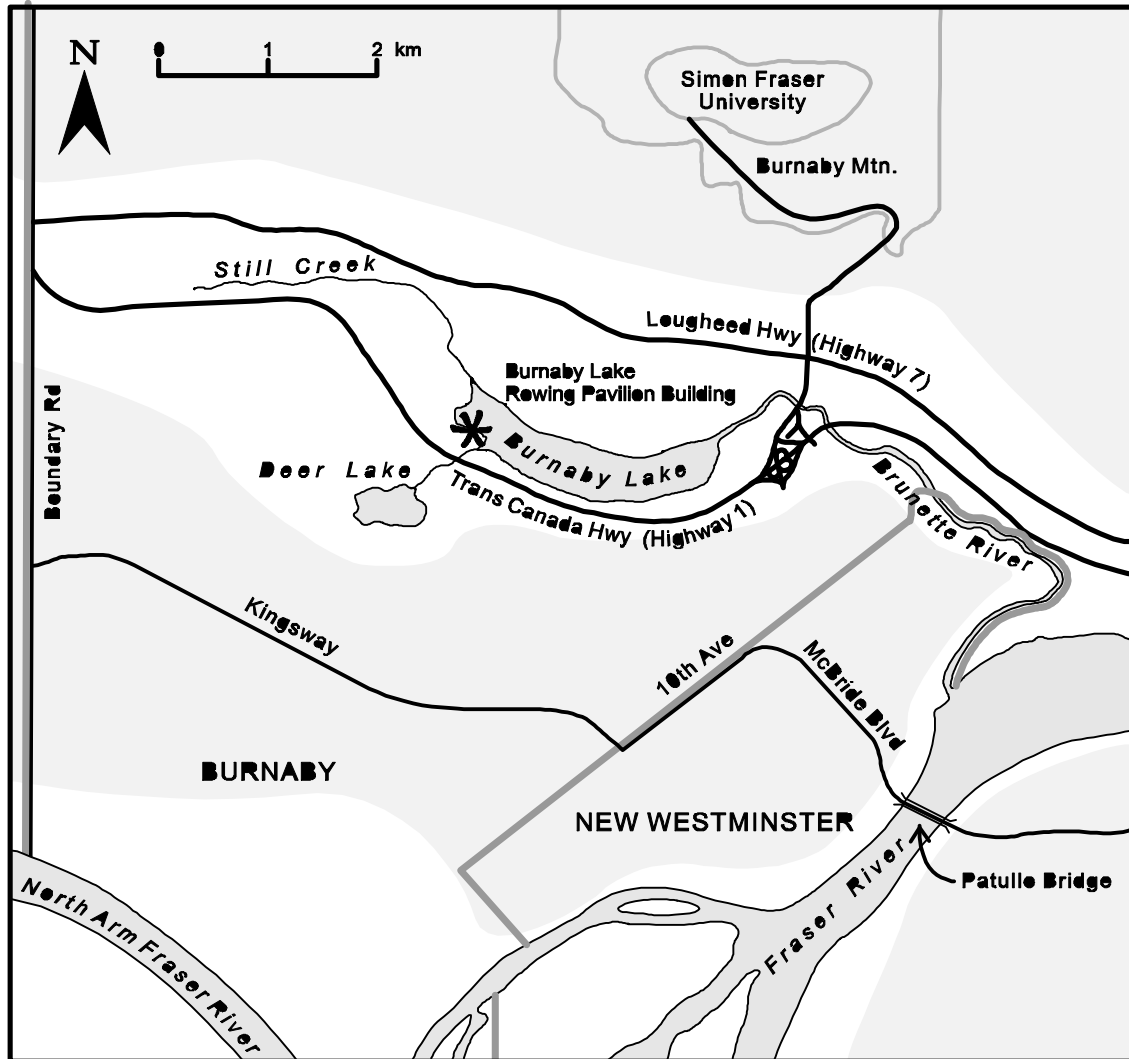 N
0 1 2 km
Simon Fraser
University
Burnaby Mtn.
Still Creek
Lougheed Hwy (Highway 7)
Burnaby Lake
Rowing Pavilion Building
Boundary Rd
Burnaby Lake
Deer Lake
Trans Canada Hwy (Highway 1)
Brunette River
Kingsway
10th Ave
McBride Blvd
BURNABY
NEW WESTMINSTER
Patullo Bridge
Fraser River
North Arm Fraser River